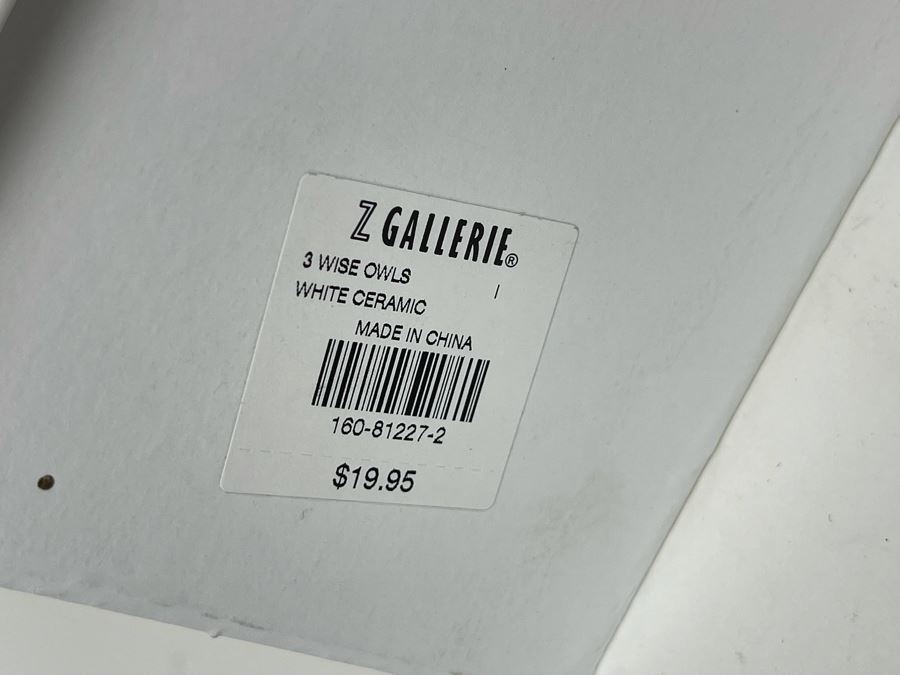 Z GALLERIE®
3 WISE OWLS
I
WHITE CERAMIC
MADE IN CHINA
160-81227-2
$19.95